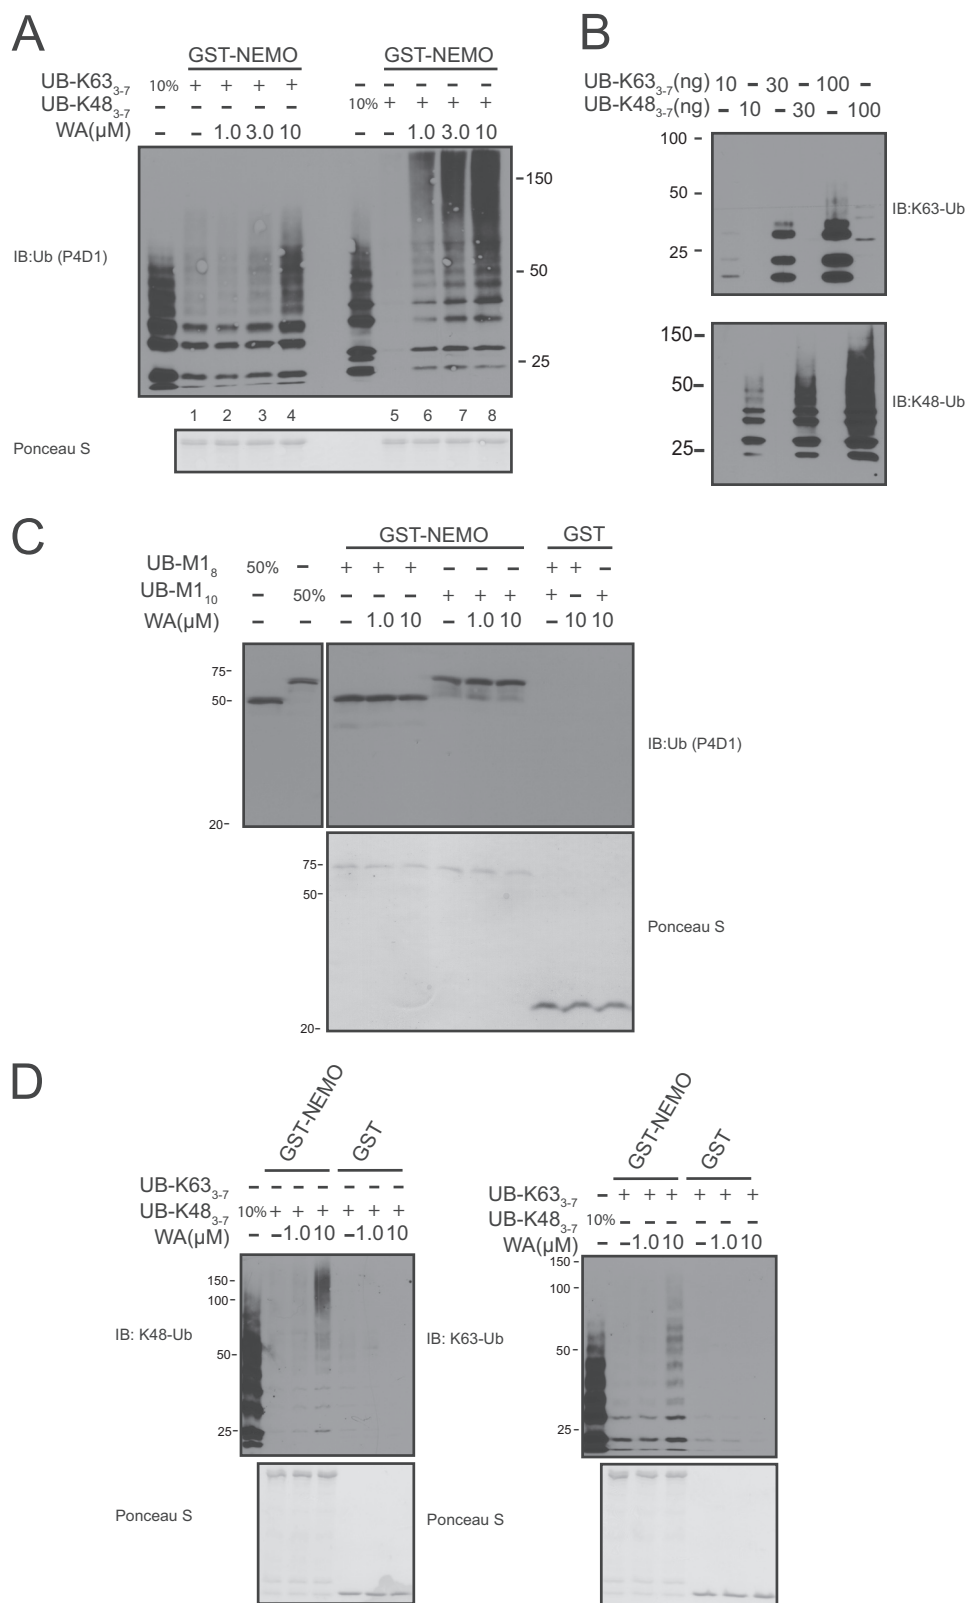 A
GST-NEMO GST-NEMO
UB-K63₃₋₇ 10% + + + + – – – – –
UB-K48₃₋₇ – – – – – 10% + + + +
WA(µM) – – 1.0 3.0 10 – – 1.0 3.0 10
IB:Ub (P4D1)
-150
- 50
- 25
1 2 3 4 5 6 7 8
Ponceau S
B
UB-K63₃₋₇(ng) 10 – 30 – 100 –
UB-K48₃₋₇(ng) – 10 – 30 – 100
100 -
50 -
25 -
IB:K63-Ub
150-
50-
25-
IB:K48-Ub
C
GST-NEMO GST
UB-M1₈ 50% – + + + – – – + + –
UB-M1₁₀ – 50% – – – + + + + – +
WA(µM) – – – 1.0 10 – 1.0 10 – 10 10
75-
50-
20-
IB:Ub (P4D1)
75-
50-
20-
Ponceau S
D
GST-NEMO GST
UB-K63₃₋₇ – – – – – –
UB-K48₃₋₇ 10% + + + + + +
WA(µM) – – 1.0 10 – 1.0 10
150-
100-
50-
25-
IB: K48-Ub
Ponceau S
GST-NEMO GST
UB-K63₃₋₇ – + + + + + +
UB-K48₃₋₇ 10% – – – – – –
WA(µM) – – 1.0 10 – 1.0 10
150-
100-
50-
25-
IB: K63-Ub
Ponceau S